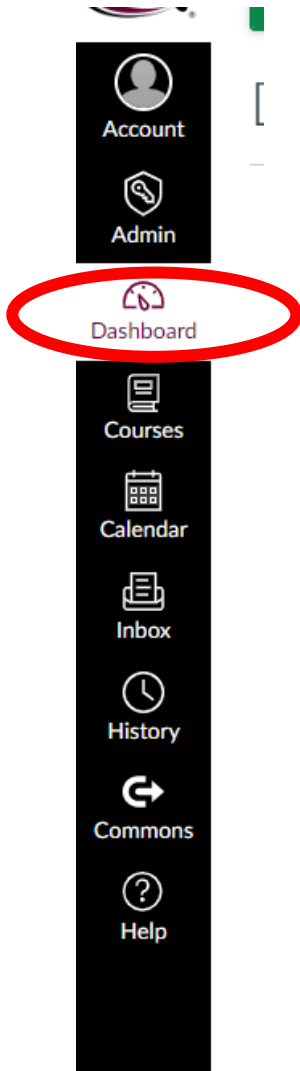 Account
Admin
Dashboard
Courses
Calendar
Inbox
History
Commons
Help